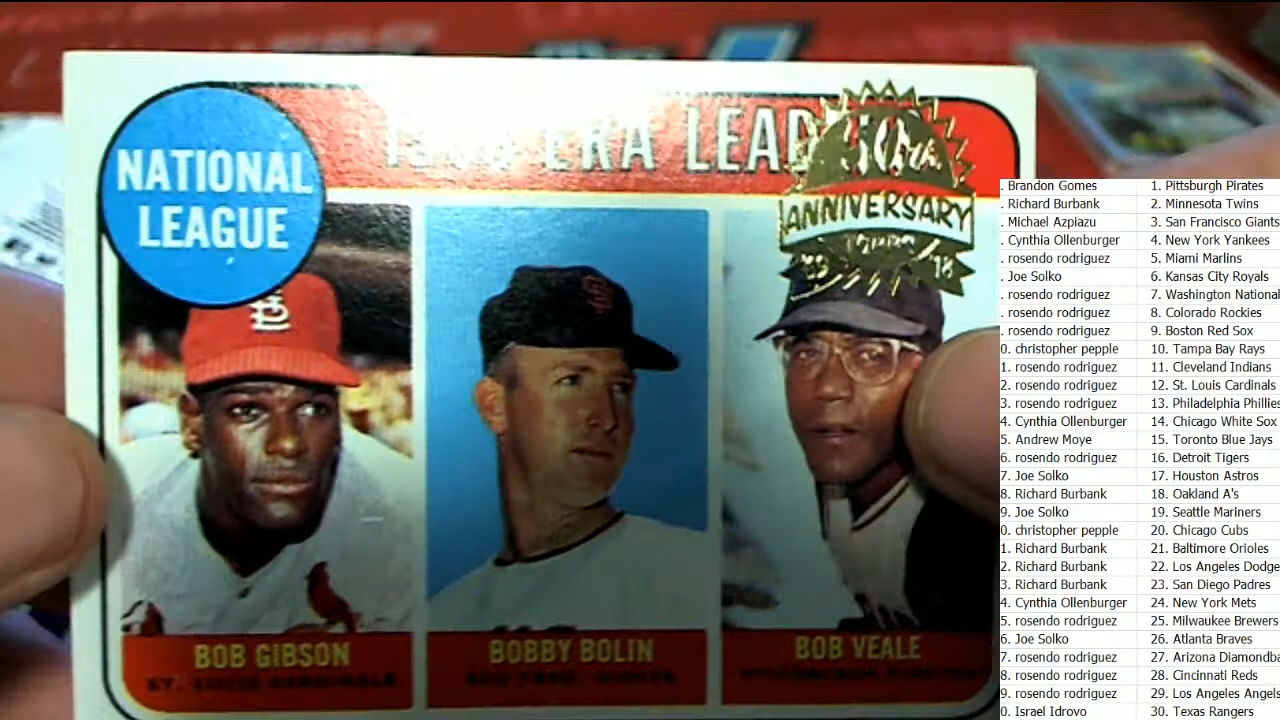 NATIONAL
LEAGUE
ERA LEAD
50th
ANNIVERSARY
18
BOB GIBSON
ST. LOUIS CARDINALS
BOBBY BOLIN
BOB VEALE
. Brandon Gomes 1. Pittsburgh Pirates
. Richard Burbank 2. Minnesota Twins
Michael Azpiazu 3. San Francisco Giants
. Cynthia Ollenburger 4. New York Yankees
. rosendo rodriguez 5. Miami Marlins
Joe Solko 6. Kansas City Royals
. rosendo rodriguez 7. Washington National
. rosendo rodriguez 8. Colorado Rockies
. rosendo rodriguez 9. Boston Red Sox
0. christopher pepple 10. Tampa Bay Rays
1. rosendo rodriguez 11. Cleveland Indians
2. rosendo rodriguez 12. St. Louis Cardinals
3. rosendo rodriguez 13. Philadelphia Phillies
4. Cynthia Ollenburger 14. Chicago White Sox
5. Andrew Moye 15. Toronto Blue Jays
6. rosendo rodriguez 16. Detroit Tigers
7. Joe Solko 17. Houston Astros
8. Richard Burbank 18. Oakland A's
9. Joe Solko 19. Seattle Mariners
0. christopher pepple 20. Chicago Cubs
1. Richard Burbank 21. Baltimore Orioles
2. Richard Burbank 22. Los Angeles Dodge
3. Richard Burbank 23. San Diego Padres
4. Cynthia Ollenburger 24. New York Mets
5. rosendo rodriguez 25. Milwaukee Brewers
6. Joe Solko 26. Atlanta Braves
7. rosendo rodriguez 27. Arizona Diamondba
8. rosendo rodriguez 28. Cincinnati Reds
9. rosendo rodriguez 29. Los Angeles Angels
0. Israel Idrovo 30. Texas Rangers